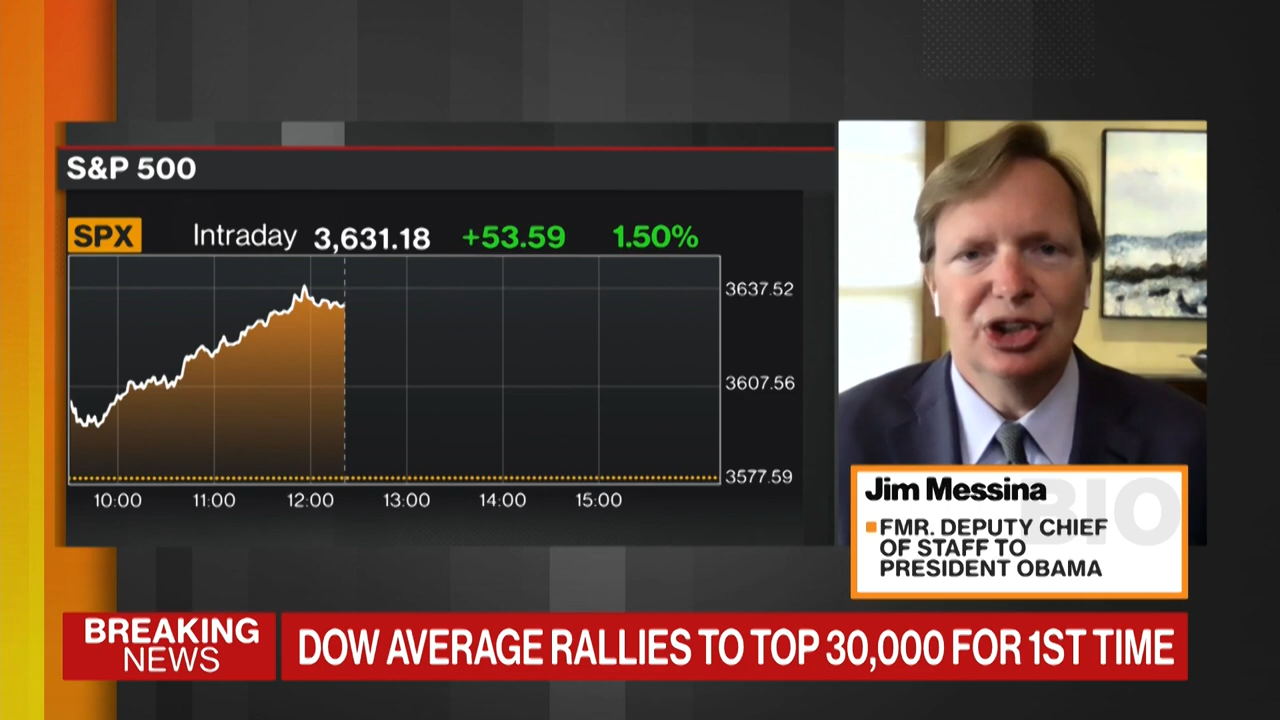 S&P 500
SPX Intraday 3,631.18 +53.59 1.50%
3637.52
3607.56
3577.59
10:00 11:00 12:00 13:00 14:00 15:00
Jim Messina
BIO
FMR. DEPUTY CHIEF
OF STAFF TO
PRESIDENT OBAMA
BREAKING
NEWS
DOW AVERAGE RALLIES TO TOP 30,000 FOR 1ST TIME